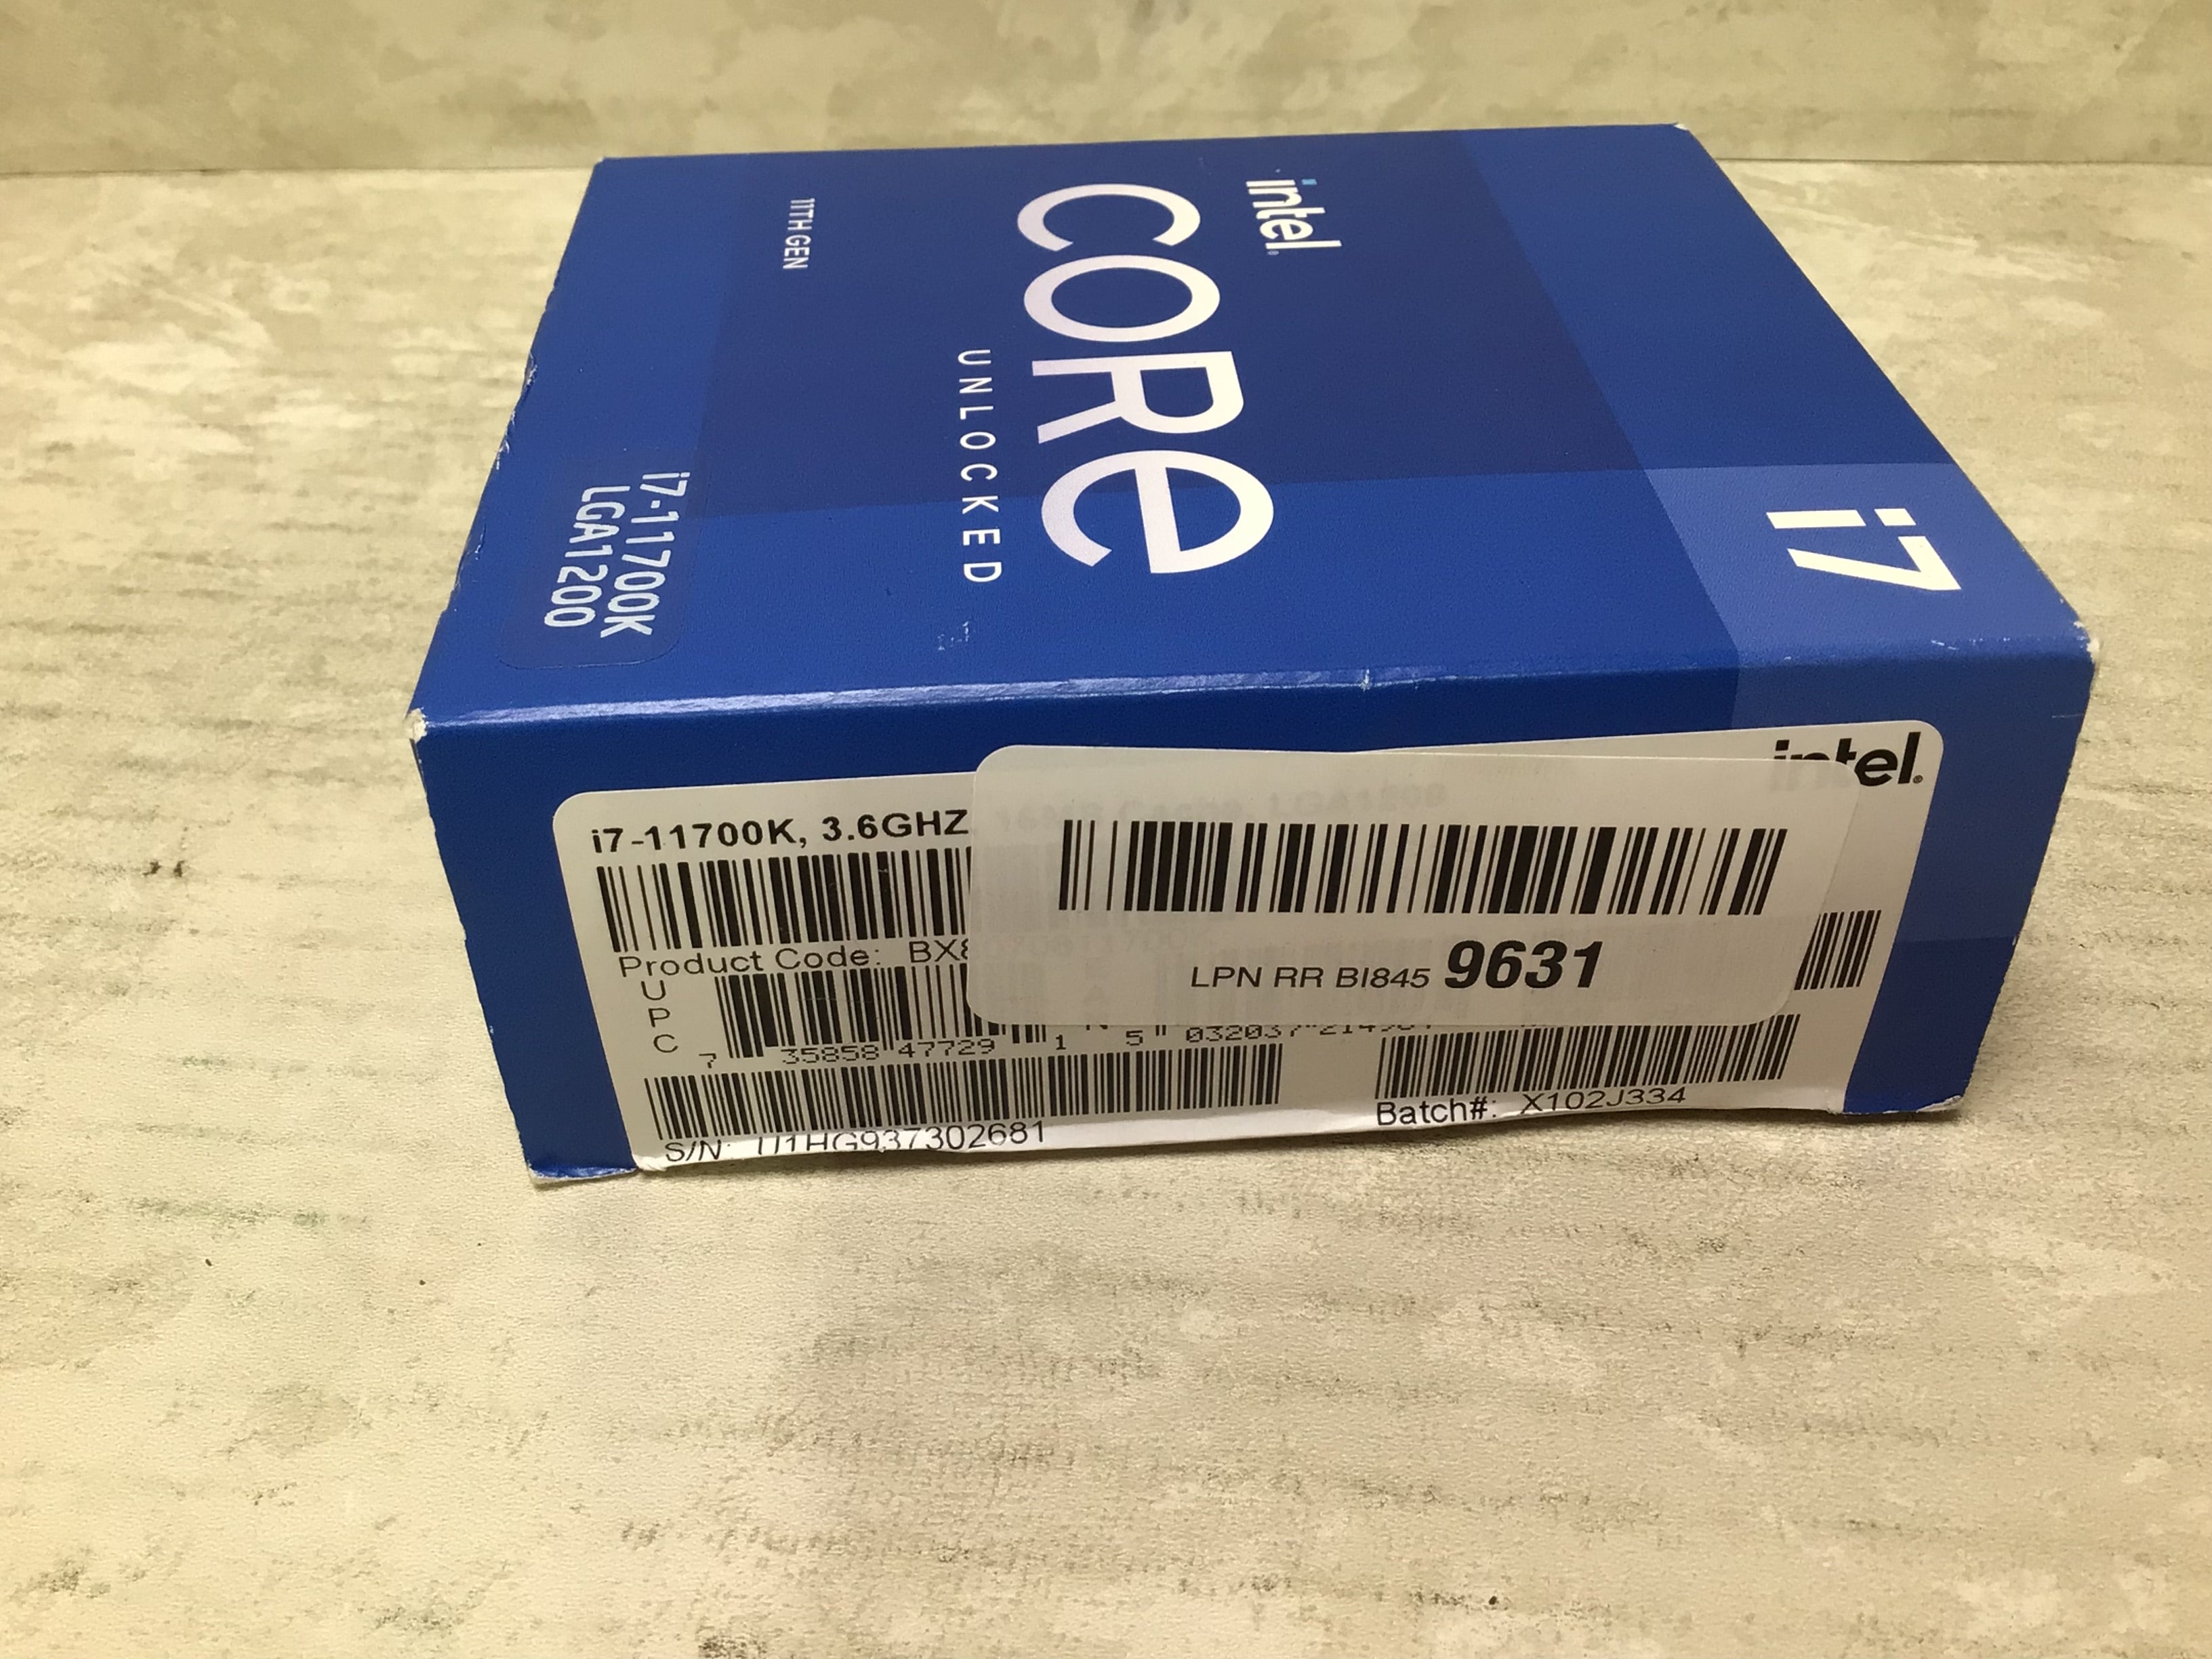 intel
CORE
UNLOCKED
11TH GEN
i7
i7-11700K
LGA1200
intel
i7-11700K, 3.6GHZ
Product Code:
LPN RR BI845 9631
UPC
7 35858 47729 1
5 032037
S/N: U1HG937302681
Batch#: X102J334